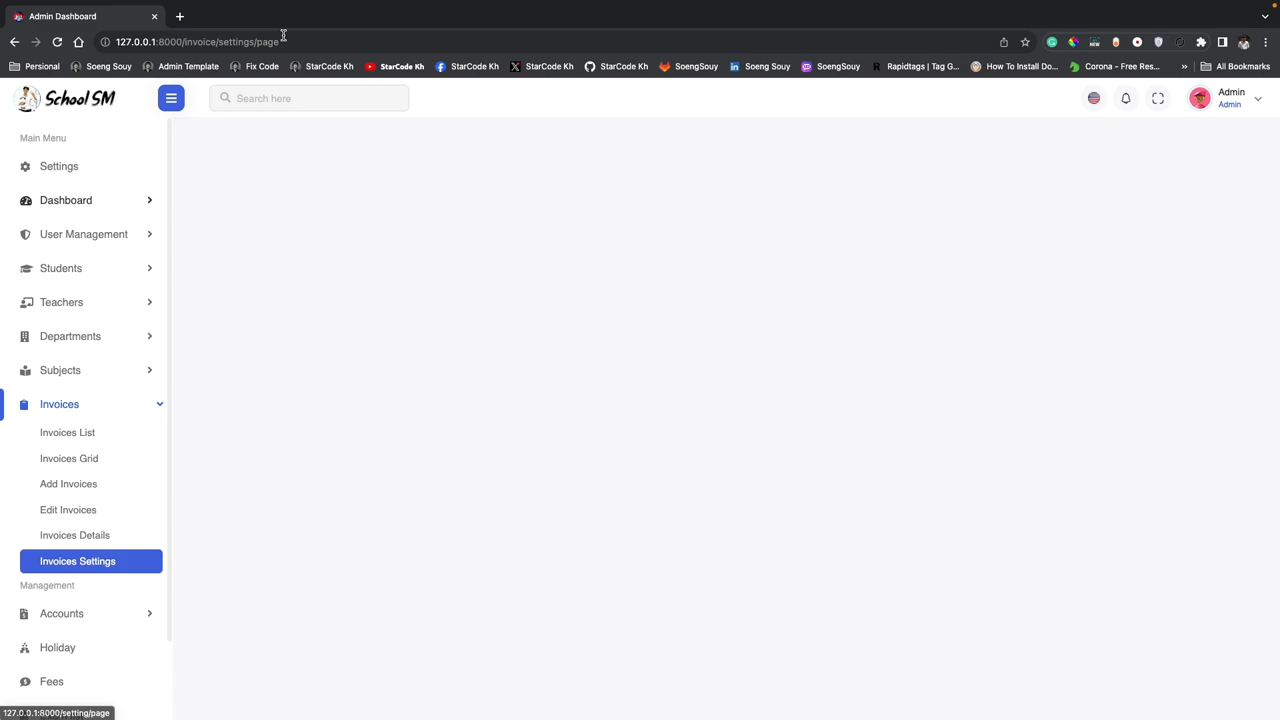 Admin Dashboard
127.0.0.1:8000/invoice/settings/page
Persional
Soeng Souy
Admin Template
Fix Code
StarCode Kh
StarCode Kh
StarCode Kh
StarCode Kh
StarCode Kh
SoengSouy
Soeng Souy
SoengSouy
Rapidtags | Tag G...
How To Install Do...
Corona - Free Res...
»
All Bookmarks
School SM
Search here
Admin
Admin
Main Menu
Settings
Dashboard
User Management
Students
Teachers
Departments
Subjects
Invoices
Invoices List
Invoices Grid
Add Invoices
Edit Invoices
Invoices Details
Invoices Settings
Management
Accounts
Holiday
Fees
127.0.0.1:8000/setting/page